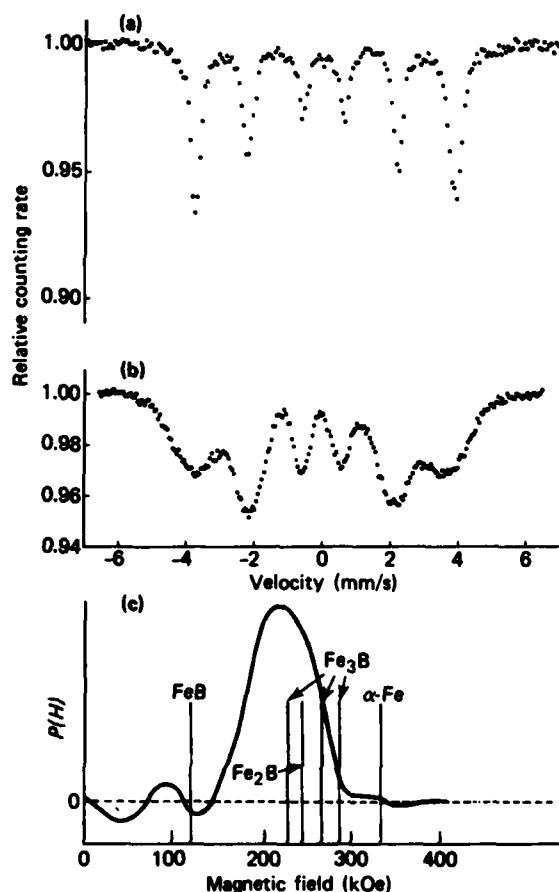 (a)
1.00
0.95
0.90
Relative counting rate
(b)
1.00
0.98
0.96
0.94
-6 -4 -2 0 2 4 6
Velocity (mm/s)
(c)
P(H)
FeB
Fe₃B
α-Fe
Fe₂B
0
0 100 200 300 400
Magnetic field (kOe)